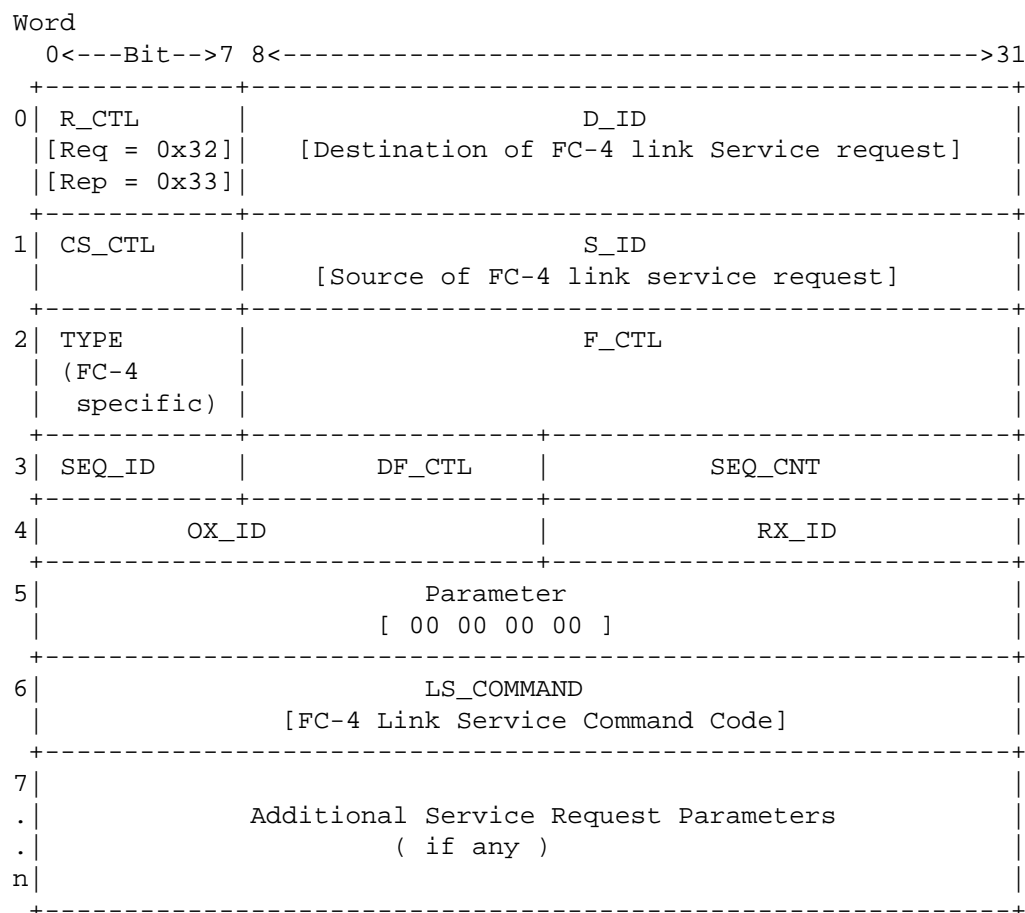 Word
  0<---Bit-->7 8<--------------------------------------------->31
 +------------+-------------------------------------------------+
0| R_CTL      |                     D_ID                        |
 |[Req = 0x32]|   [Destination of FC-4 link Service request]    |
 |[Rep = 0x33]|                                                 |
 +------------+-------------------------------------------------+
1| CS_CTL     |                     S_ID                        |
 |            |    [Source of FC-4 link service request]        |
 +------------+-------------------------------------------------+
2| TYPE       |                     F_CTL                       |
 | (FC-4      |                                                 |
 |  specific) |                                                 |
 +------------+------------------+------------------------------+
3| SEQ_ID     |        DF_CTL    |          SEQ_CNT             |
 +------------+------------------+------------------------------+
4|         OX_ID                 |             RX_ID            |
 +-------------------------------+------------------------------+
5|                        Parameter                             |
 |                     [ 00 00 00 00 ]                          |
 +--------------------------------------------------------------+
6|                        LS_COMMAND                            |
 |               [FC-4 Link Service Command Code]               |
 +--------------------------------------------------------------+
7|                                                              |
.|             Additional Service Request Parameters            |
.|                      ( if any )                              |
n|                                                              |
 +--------------------------------------------------------------+